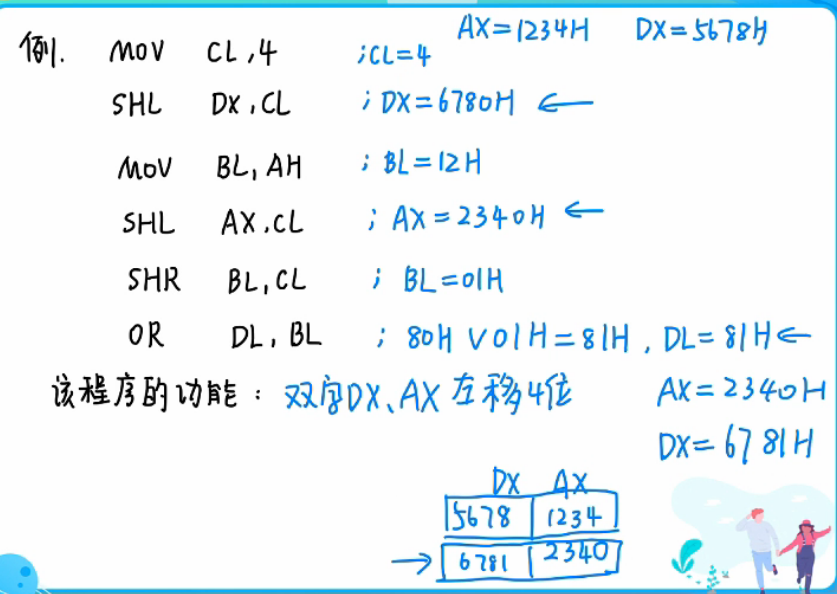 AX=1234H DX=5678H
例. MOV CL,4 ;CL=4
SHL DX,CL ;DX=6780H ←
MOV BL,AH ;BL=12H
SHL AX,CL ;AX=2340H ←
SHR BL,CL ;BL=01H
OR DL,BL ;80H∨01H=81H,DL=81H←
该程序的功能:双字DX、AX左移4位
AX=2340H
DX=6781H
DX AX
5678 1234
→ 6781 2340